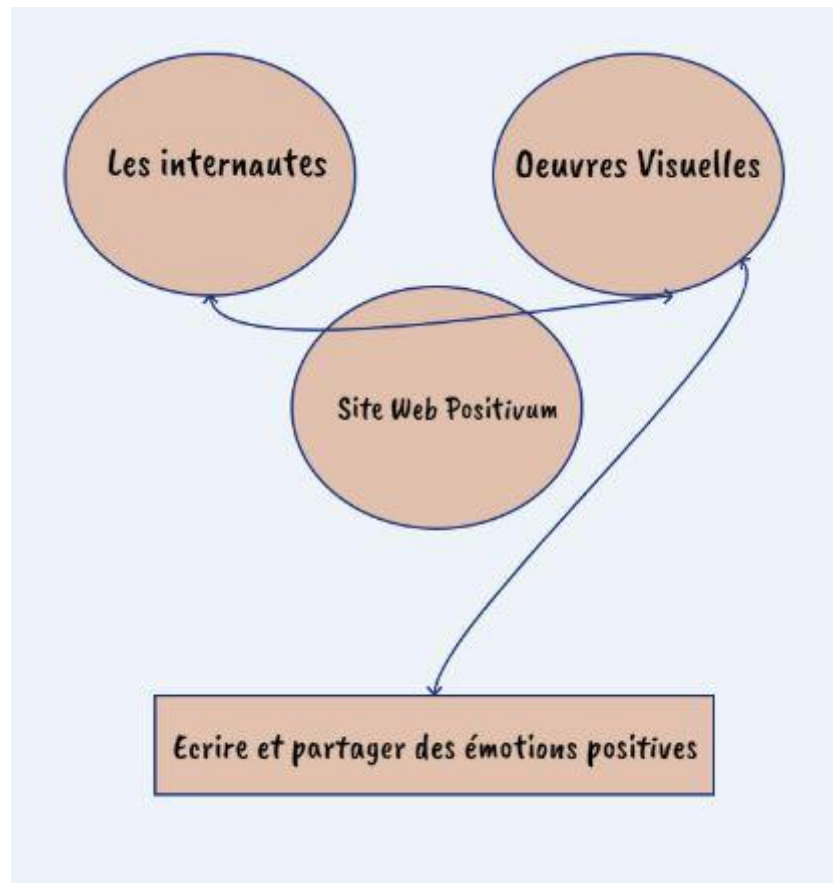 Les internautes
Oeuvres Visuelles
Site Web Positivum
Ecrire et partager des émotions positives